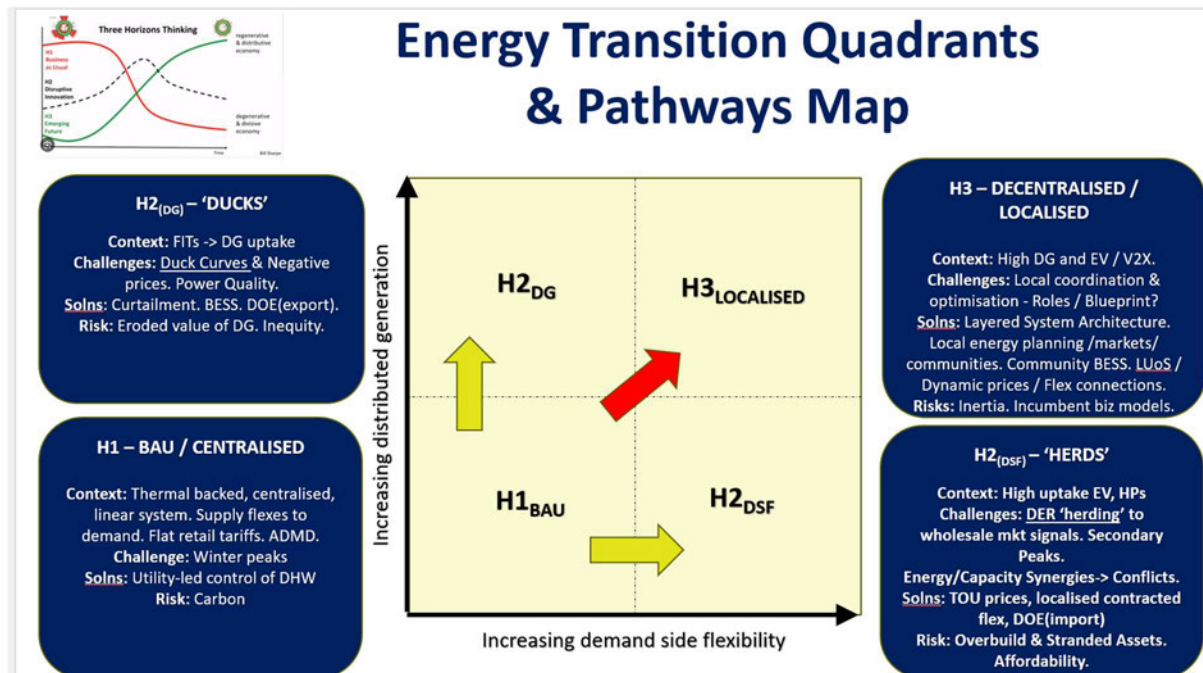 Three Horizons Thinking
H1
Business
as Usual
H2
Disruptive
Innovation
H3
Emerging
Future
regenerative
& distributive
economy
degenerative
& divisive
economy
Time
Bill Sharpe
Energy Transition Quadrants
& Pathways Map
H2(DG) – ‘DUCKS’
Context: FITs -> DG uptake
Challenges: Duck Curves & Negative
prices. Power Quality.
Solns: Curtailment. BESS. DOE(export).
Risk: Eroded value of DG. Inequity.
H1 – BAU / CENTRALISED
Context: Thermal backed, centralised,
linear system. Supply flexes to
demand. Flat retail tariffs. ADMD.
Challenge: Winter peaks
Solns: Utility-led control of DHW
Risk: Carbon
Increasing distributed generation
H2DG
H3LOCALISED
H1BAU
H2DSF
Increasing demand side flexibility
H3 – DECENTRALISED /
LOCALISED
Context: High DG and EV / V2X.
Challenges: Local coordination &
optimisation - Roles / Blueprint?
Solns: Layered System Architecture.
Local energy planning /markets/
communities. Community BESS. LUoS /
Dynamic prices / Flex connections.
Risks: Inertia. Incumbent biz models.
H2(DSF) – ‘HERDS’
Context: High uptake EV, HPs
Challenges: DER ‘herding’ to
wholesale mkt signals. Secondary
Peaks.
Energy/Capacity Synergies-> Conflicts.
Solns: TOU prices, localised contracted
flex, DOE(import)
Risk: Overbuild & Stranded Assets.
Affordability.